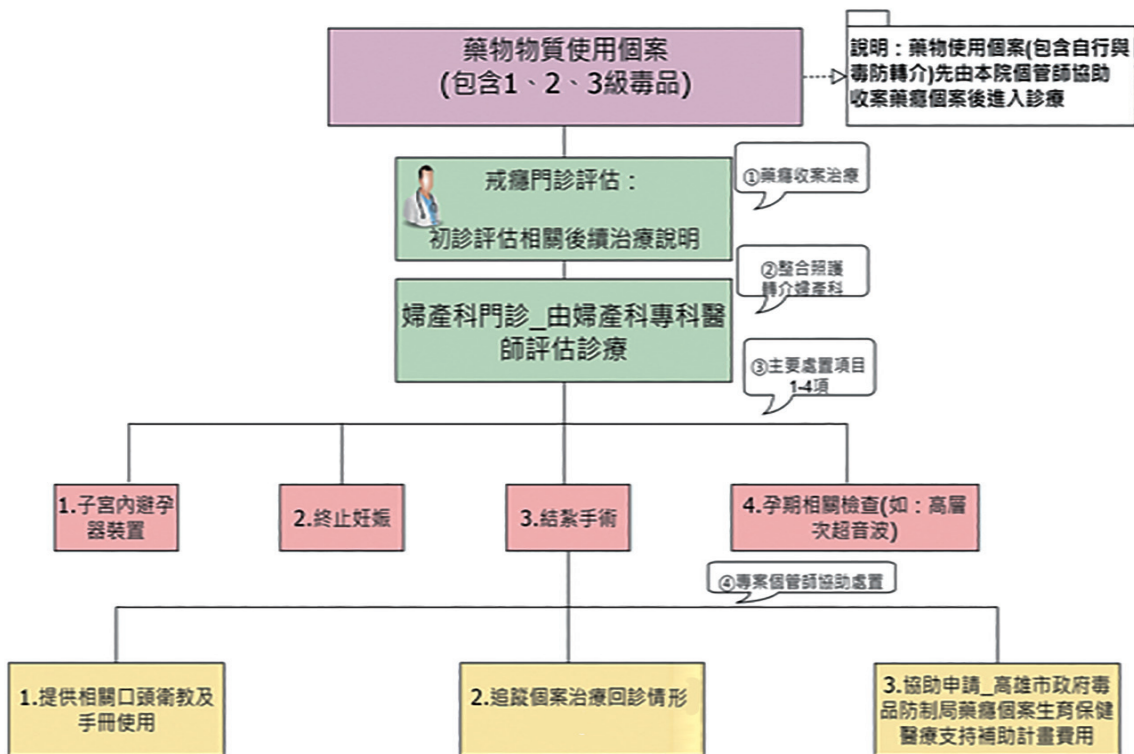 藥物物質使用個案
(包含1、2、3級毒品)
說明：藥物使用個案(包含自行與
毒防轉介)先由本院個管師協助
收案藥癮個案後進入診療
戒癮門診評估：
初診評估相關後續治療說明
①藥癮收案治療
②整合照護
轉介婦產科
婦產科門診_由婦產科專科醫
師評估診療
③主要處置項目
1-4項
1.子宮內避孕
器裝置
2.終止妊娠
3.結紮手術
4.孕期相關檢查(如：高層
次超音波)
④專案個管師協助處置
1.提供相關口頭衛教及
手冊使用
2.追蹤個案治療回診情形
3.協助申請_高雄市政府毒
品防制局藥癮個案生育保健
醫療支持補助計畫費用